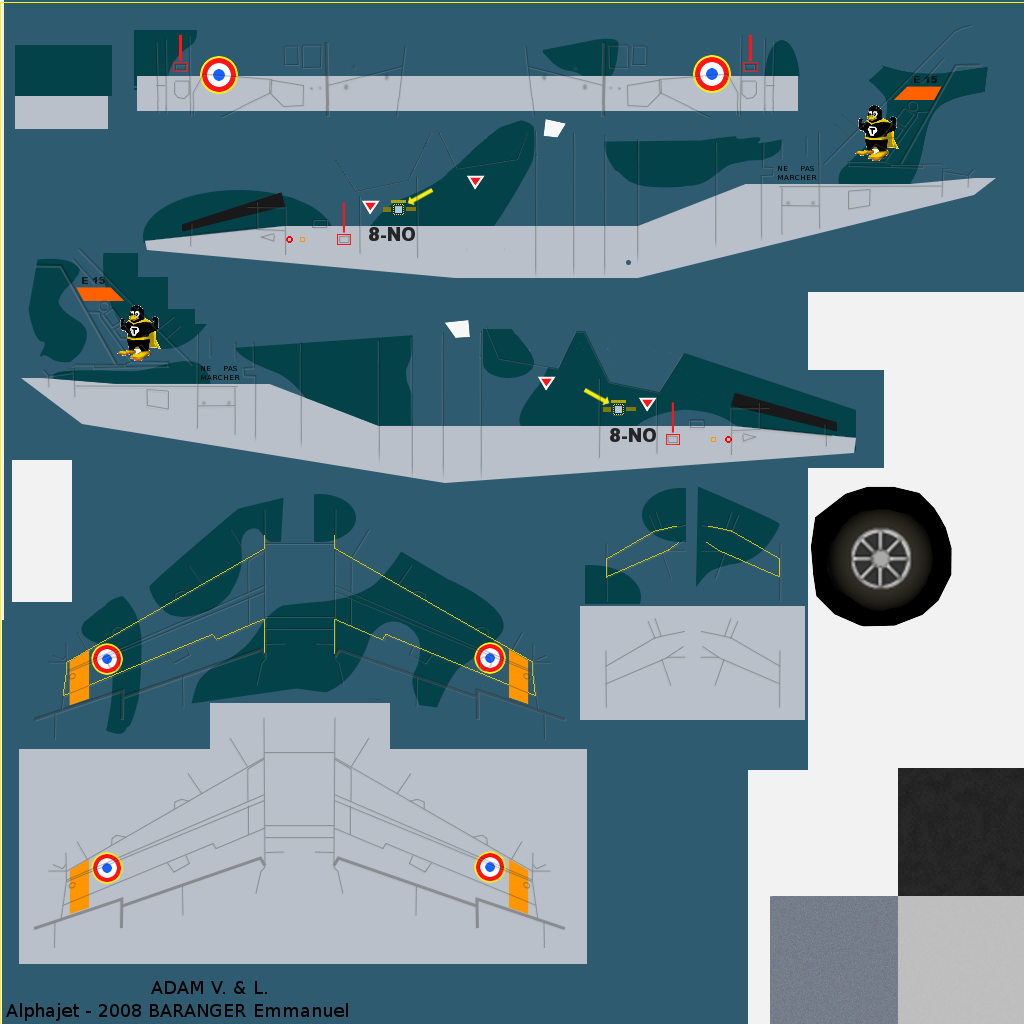 E 15
NE PAS
MARCHER
T
8-NO
E 15
T
NE PAS
MARCHER
8-NO
ADAM V. & L.
Alphajet - 2008 BARANGER Emmanuel